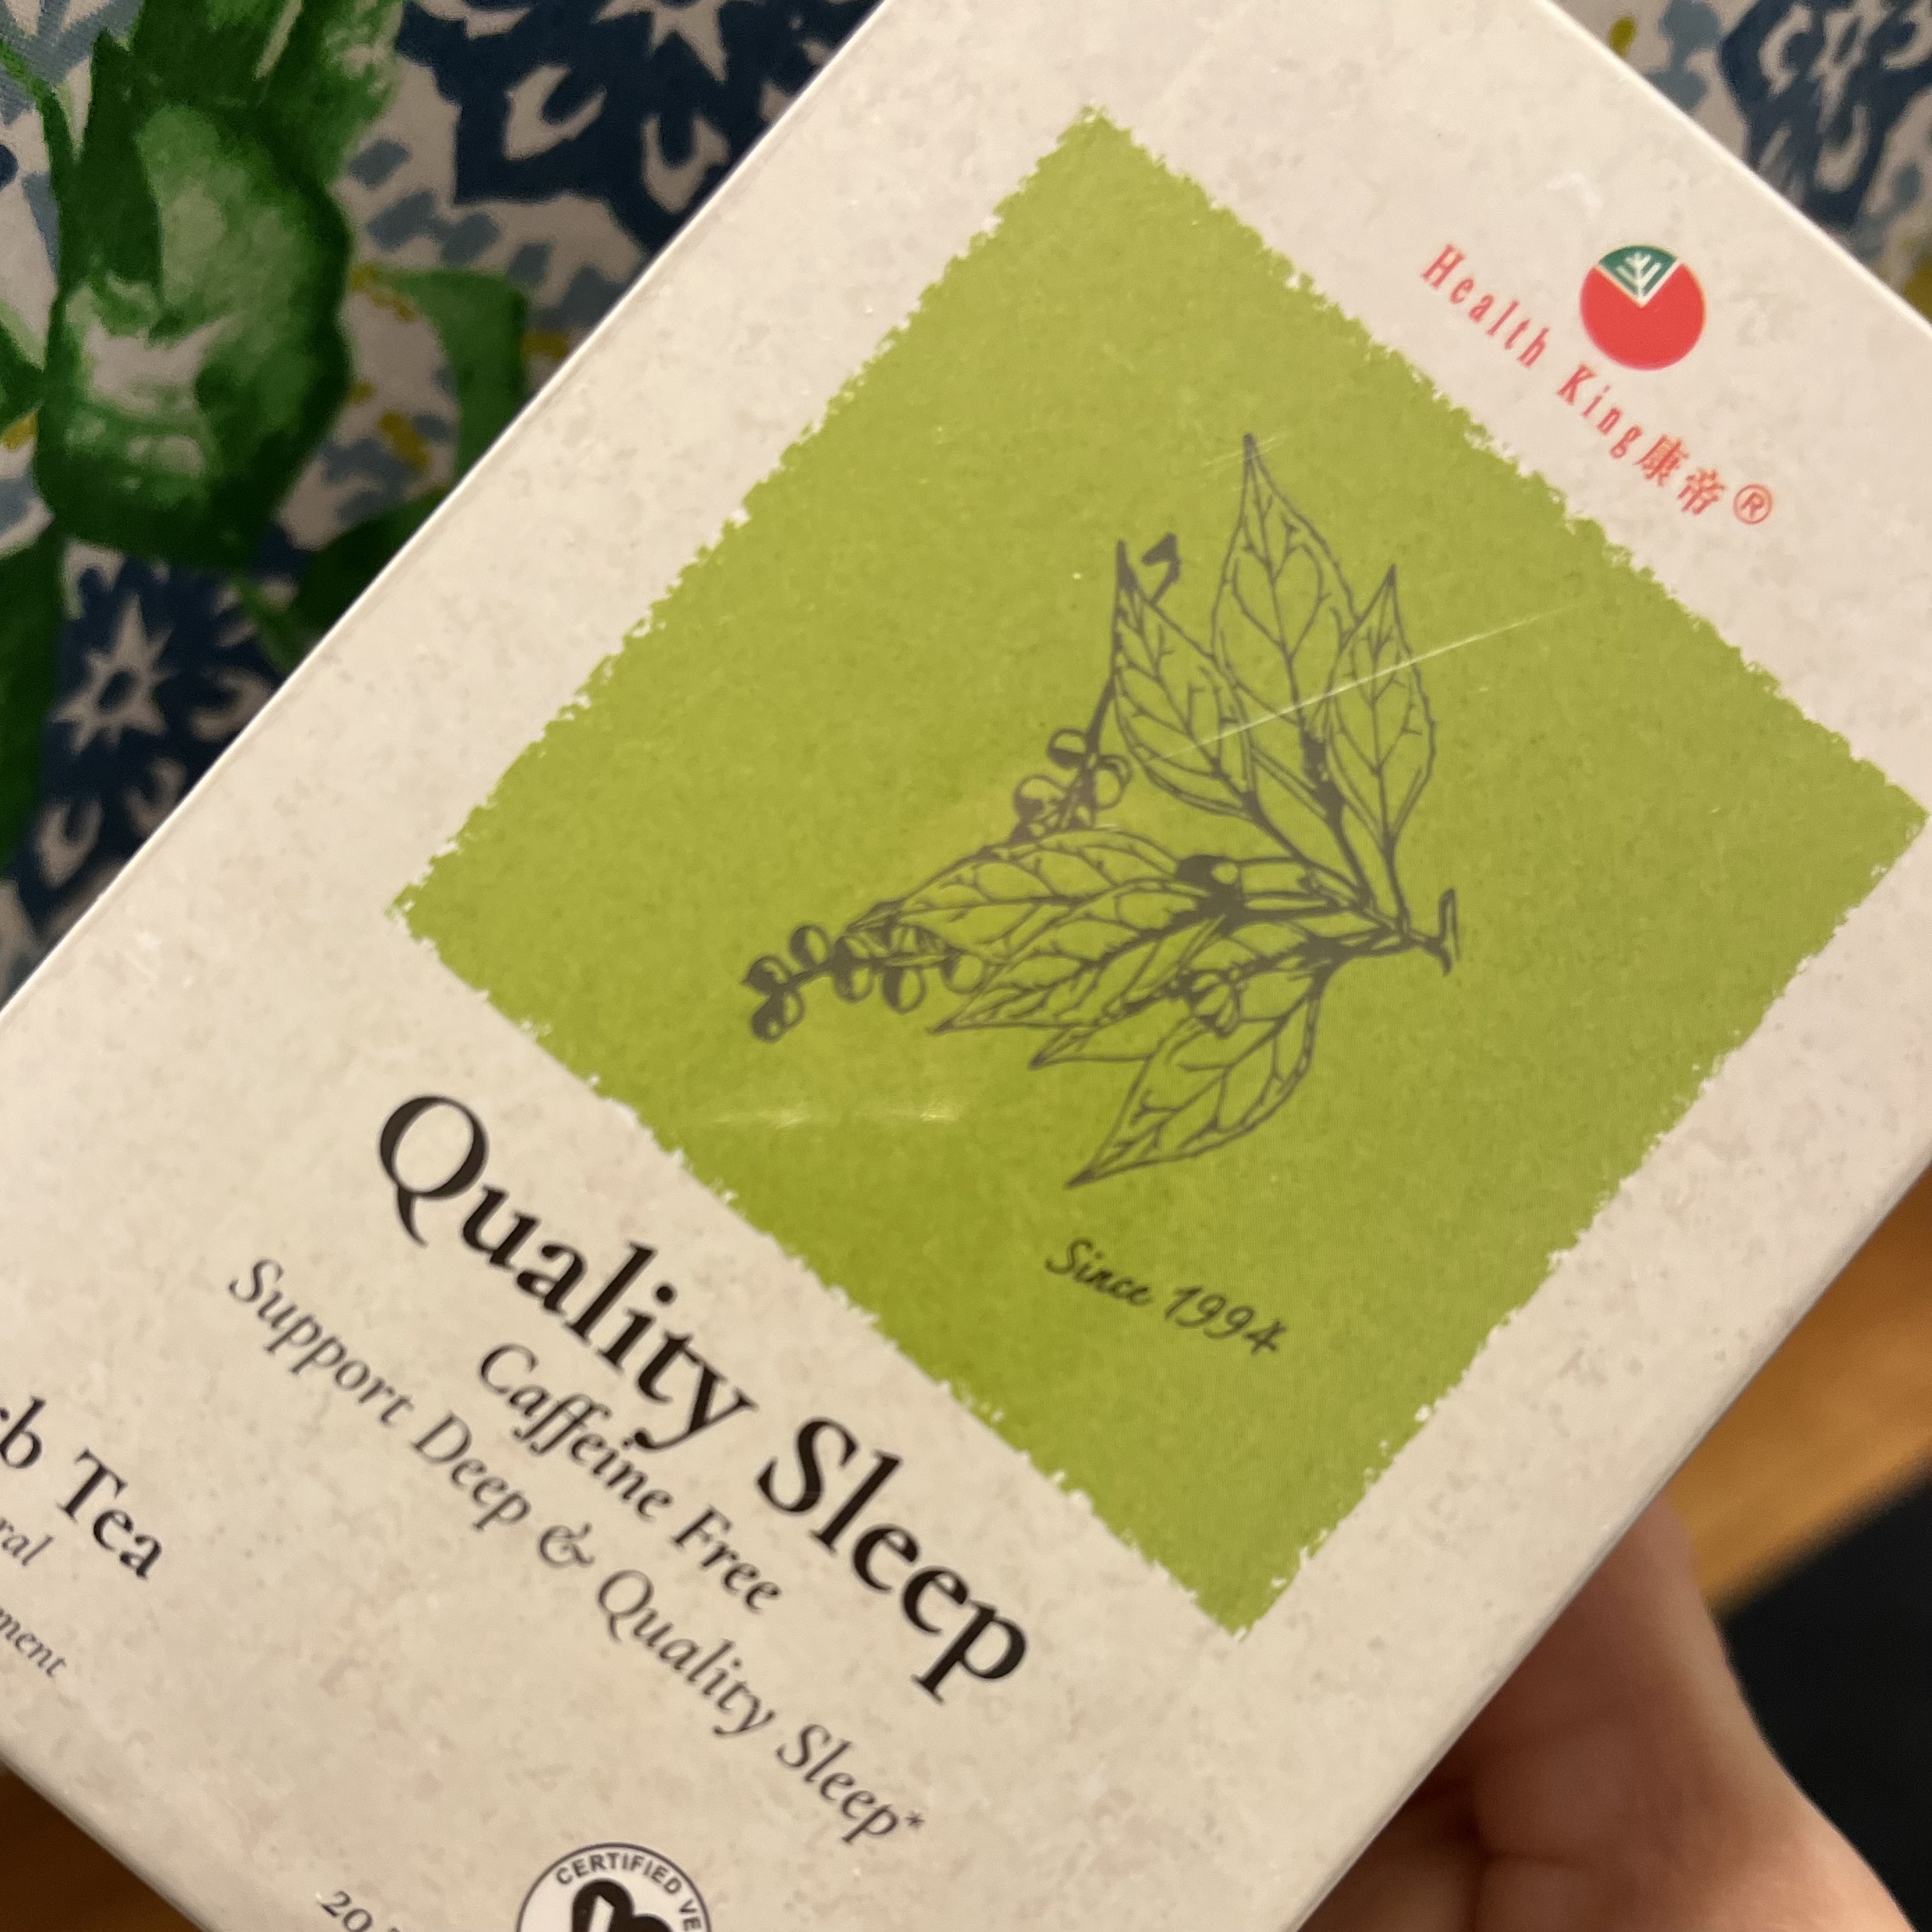 Health King康帝®
Since 1994
Quality Sleep
Caffeine Free
Support Deep & Quality Sleep*
Tea
CERTIFIED
20